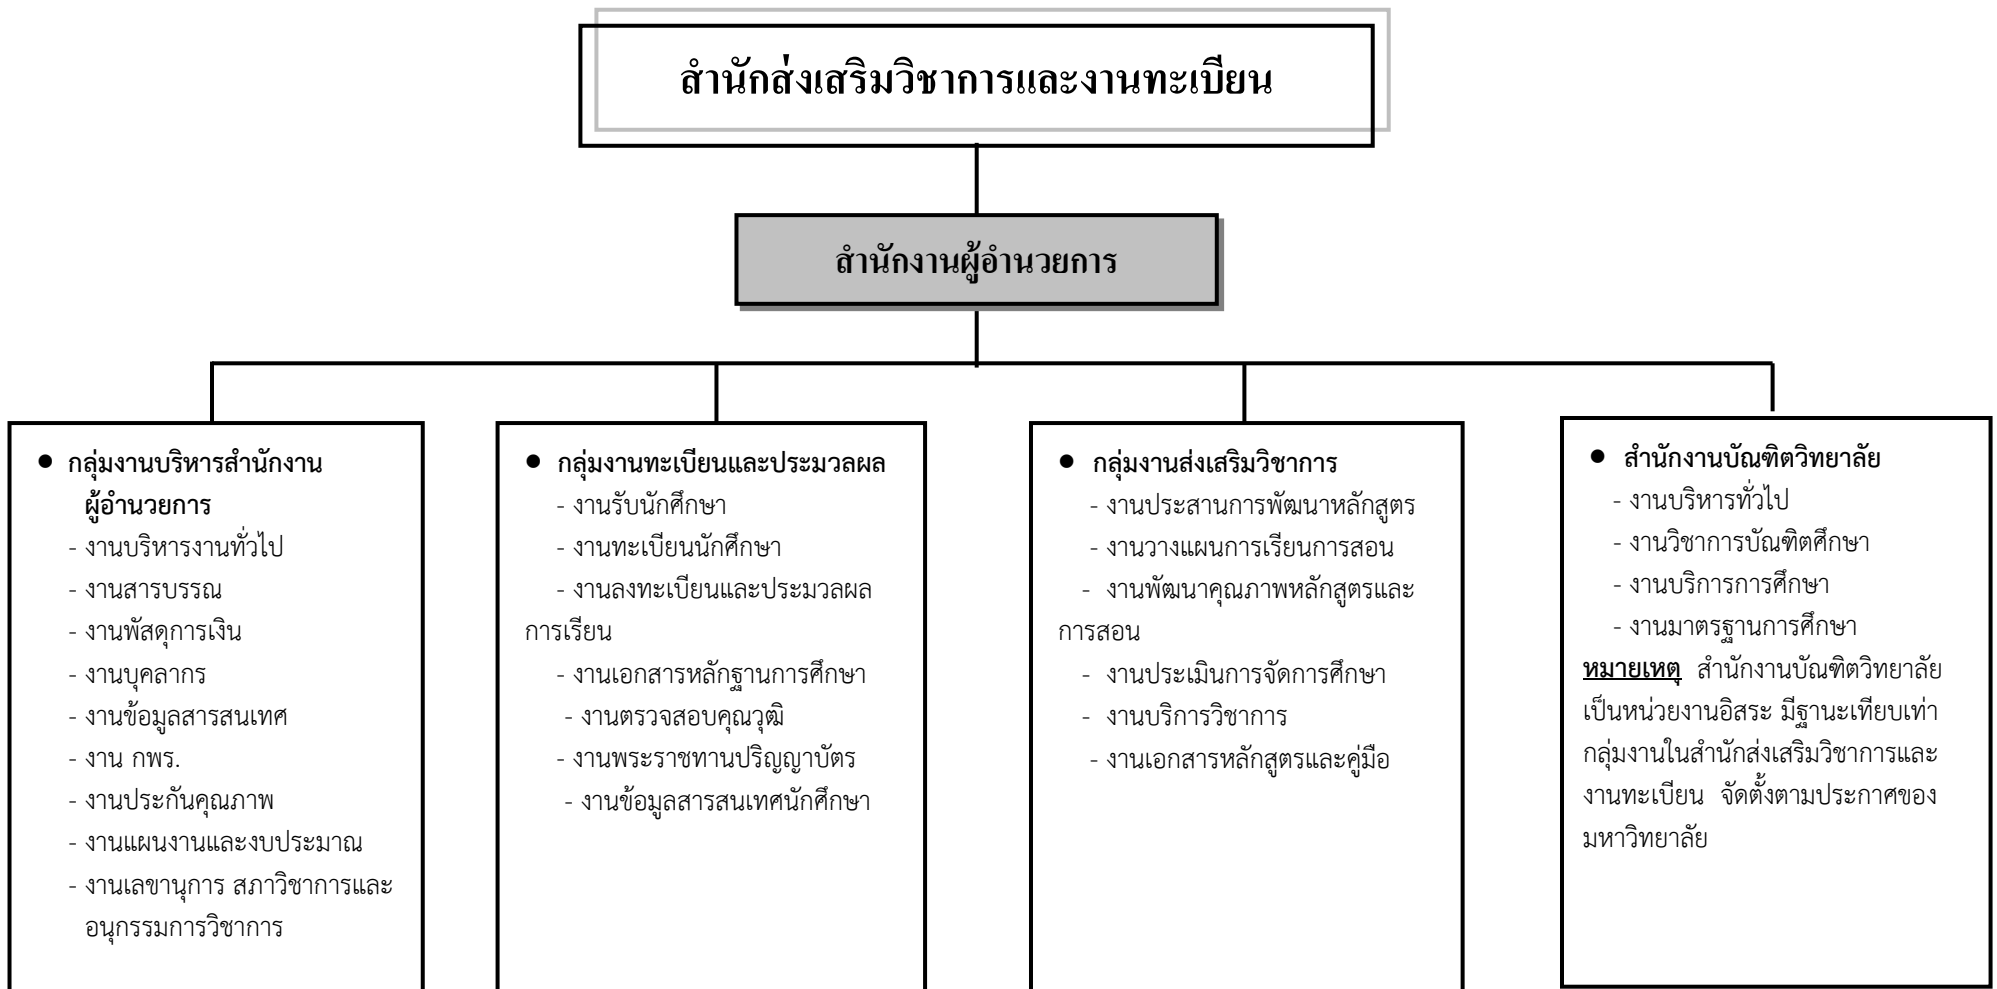 สำนักส่งเสริมวิชาการและงานทะเบียน
สำนักงานผู้อำนวยการ
● กลุ่มงานบริหารสำนักงาน
ผู้อำนวยการ
- งานบริหารงานทั่วไป
- งานสารบรรณ
- งานพัสดุการเงิน
- งานบุคลากร
- งานข้อมูลสารสนเทศ
- งาน กพร.
- งานประกันคุณภาพ
- งานแผนงานและงบประมาณ
- งานเลขานุการ สภาวิชาการและ
อนุกรรมการวิชาการ
● กลุ่มงานทะเบียนและประมวลผล
- งานรับนักศึกษา
- งานทะเบียนนักศึกษา
- งานลงทะเบียนและประมวลผล
การเรียน
- งานเอกสารหลักฐานการศึกษา
- งานตรวจสอบคุณวุฒิ
- งานพระราชทานปริญญาบัตร
- งานข้อมูลสารสนเทศนักศึกษา
● กลุ่มงานส่งเสริมวิชาการ
- งานประสานการพัฒนาหลักสูตร
- งานวางแผนการเรียนการสอน
- งานพัฒนาคุณภาพหลักสูตรและ
การสอน
- งานประเมินการจัดการศึกษา
- งานบริการวิชาการ
- งานเอกสารหลักสูตรและคู่มือ
● สำนักงานบัณฑิตวิทยาลัย
- งานบริหารทั่วไป
- งานวิชาการบัณฑิตศึกษา
- งานบริการการศึกษา
- งานมาตรฐานการศึกษา
หมายเหตุ สำนักงานบัณฑิตวิทยาลัย
เป็นหน่วยงานอิสระ มีฐานะเทียบเท่า
กลุ่มงานในสำนักส่งเสริมวิชาการและ
งานทะเบียน จัดตั้งตามประกาศของ
มหาวิทยาลัย